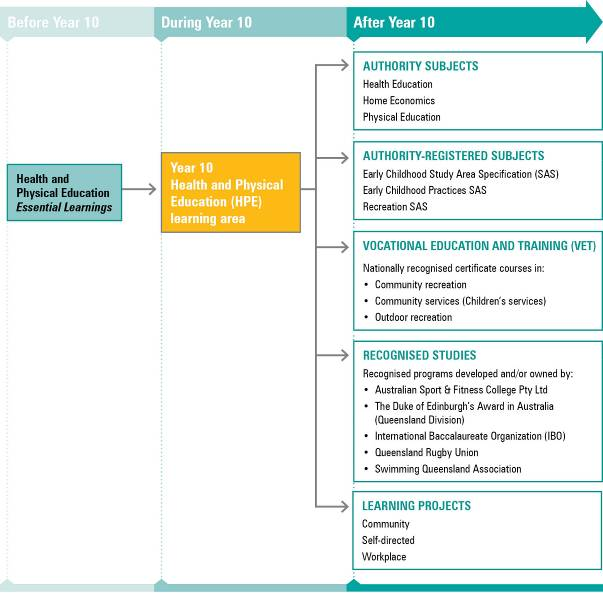 Before Year 10
During Year 10
After Year 10
Health and
Physical Education
Essential Learnings
Year 10
Health and Physical
Education (HPE)
learning area
AUTHORITY SUBJECTS
Health Education
Home Economics
Physical Education
AUTHORITY-REGISTERED SUBJECTS
Early Childhood Study Area Specification (SAS)
Early Childhood Practices SAS
Recreation SAS
VOCATIONAL EDUCATION AND TRAINING (VET)
Nationally recognised certificate courses in:
• Community recreation
• Community services (Children's services)
• Outdoor recreation
RECOGNISED STUDIES
Recognised programs developed and/or owned by:
• Australian Sport & Fitness College Pty Ltd
• The Duke of Edinburgh's Award in Australia
(Queensland Division)
• International Baccalaureate Organization (IBO)
• Queensland Rugby Union
• Swimming Queensland Association
LEARNING PROJECTS
Community
Self-directed
Workplace